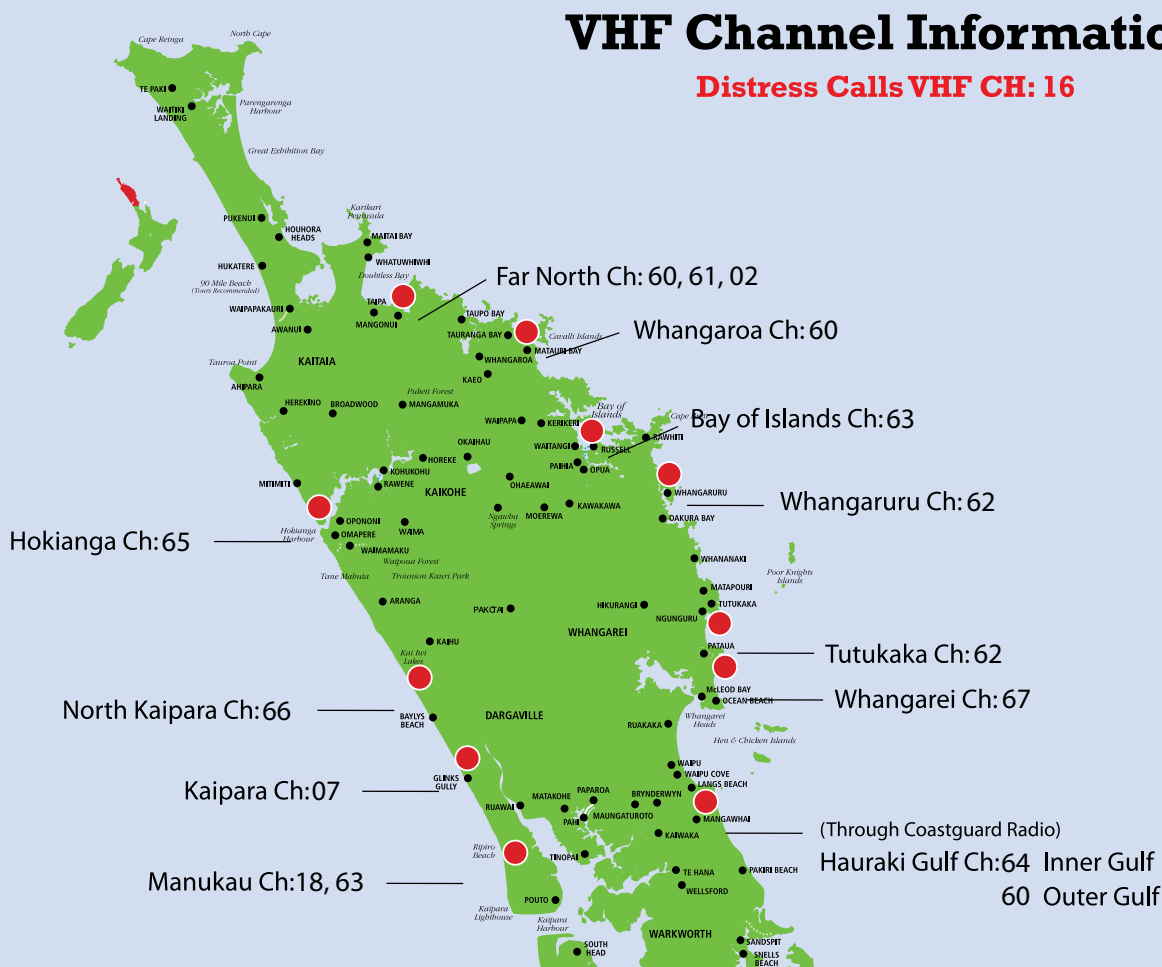 VHF Channel Informatio
Distress Calls VHF CH: 16
Cape Reinga
North Cape
TE PAKI
WAITIKI
LANDING
Parengarenga
Harbour
Great Exhibition Bay
PUKENUI
HOUHORA
HEADS
Karikari
Peninsula
MAITAI BAY
WHATUWHIWHI
HUKATERE
Doubtless Bay
90 Mile Beach
(Tours Recommended)
Far North Ch: 60, 61, 02
WAIPAPAKAURI
TAIPA
MANGONUI
AWANUI
TAUPO BAY
TAURANGA BAY
Cavalli Islands
Whangaroa Ch: 60
MATAURI BAY
WHANGAROA
KAITAIA
Tauroa Point
AHIPARA
KAEO
Puketi Forest
HEREKINO
BROADWOOD
MANGAMUKA
Bay of
Islands
Cape
Bay of Islands Ch: 63
WAIPAPA
KERIKERI
RAWHITI
OKAIHAU
WAITANGI
RUSSELL
HOREKE
PAIHIA
OPUA
KOHUKOHU
RAWENE
MITIMITI
KAIKOHE
OHAEAWAI
WHANGARURU
Whangaruru Ch: 62
Ngawha
Springs
MOEREWA
KAWAKAWA
OAKURA BAY
Hokianga Ch: 65
Hokianga
Harbour
OPONONI
OMAPERE
WAIMA
WAIMAMAKU
Waipoua Forest
Tane Mahuta
Trounson Kauri Park
WHANANAKI
Poor Knights
Islands
MATAPOURI
TUTUKAKA
ARANGA
PAKOTAI
HIKURANGI
NGUNGURU
WHANGAREI
KAIHU
Kai Iwi
Lakes
PATAUA
Tutukaka Ch: 62
McLEOD BAY
OCEAN BEACH
Whangarei Ch: 67
North Kaipara Ch: 66
BAYLYS
BEACH
DARGAVILLE
RUAKAKA
Whangarei
Heads
Hen & Chicken Islands
WAIPU
WAIPU COVE
LANGS BEACH
Kaipara Ch: 07
GLINKS
GULLY
RUAWAI
MATAKOHE
PAPAROA
BRYNDERWYN
MAUNGATUROTO
PAHI
MANGAWHAI
KAIWAKA
(Through Coastguard Radio)
Ripiro
Beach
TINOPAI
Hauraki Gulf Ch: 64 Inner Gulf
60 Outer Gulf
TE HANA
PAKIRI BEACH
WELLSFORD
Manukau Ch: 18, 63
POUTO
Kaipara
Lighthouse
Kaipara
Harbour
WARKWORTH
SOUTH
HEAD
SANDSPIT
SNELLS
BEACH